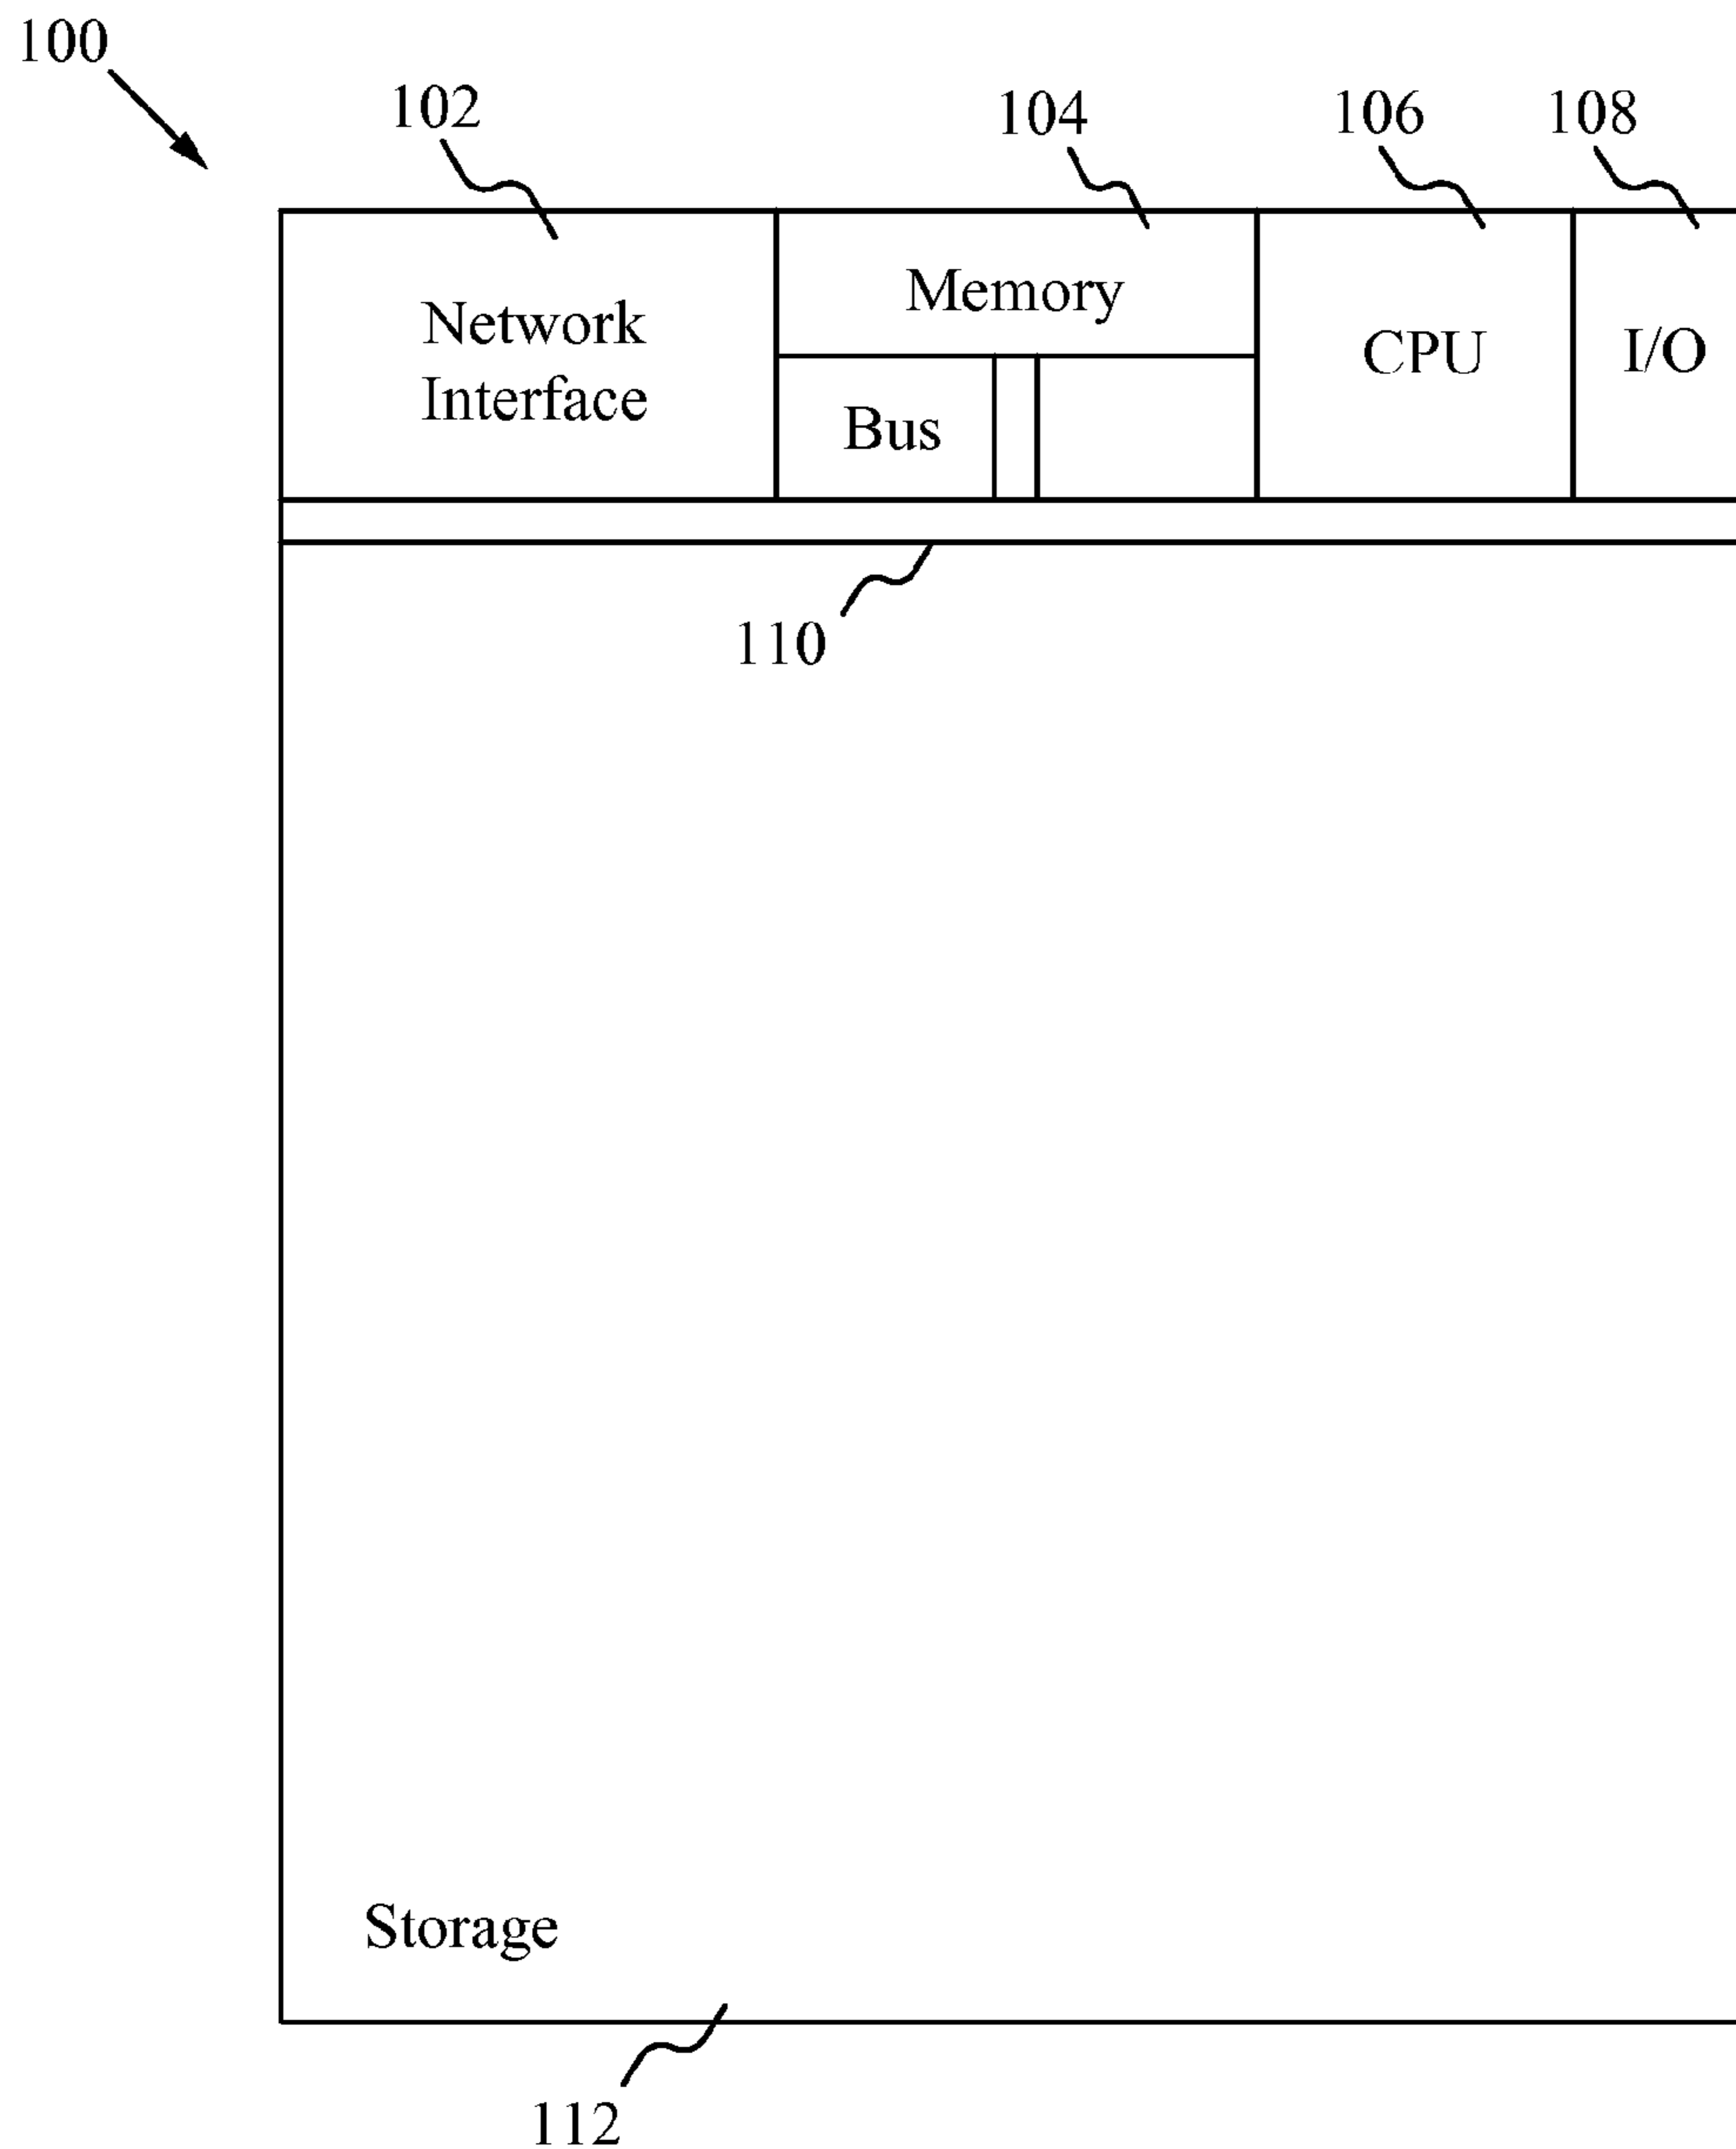 100
102
104
106
108
Network
Interface
Memory
Bus
CPU
I/O
110
Storage
112